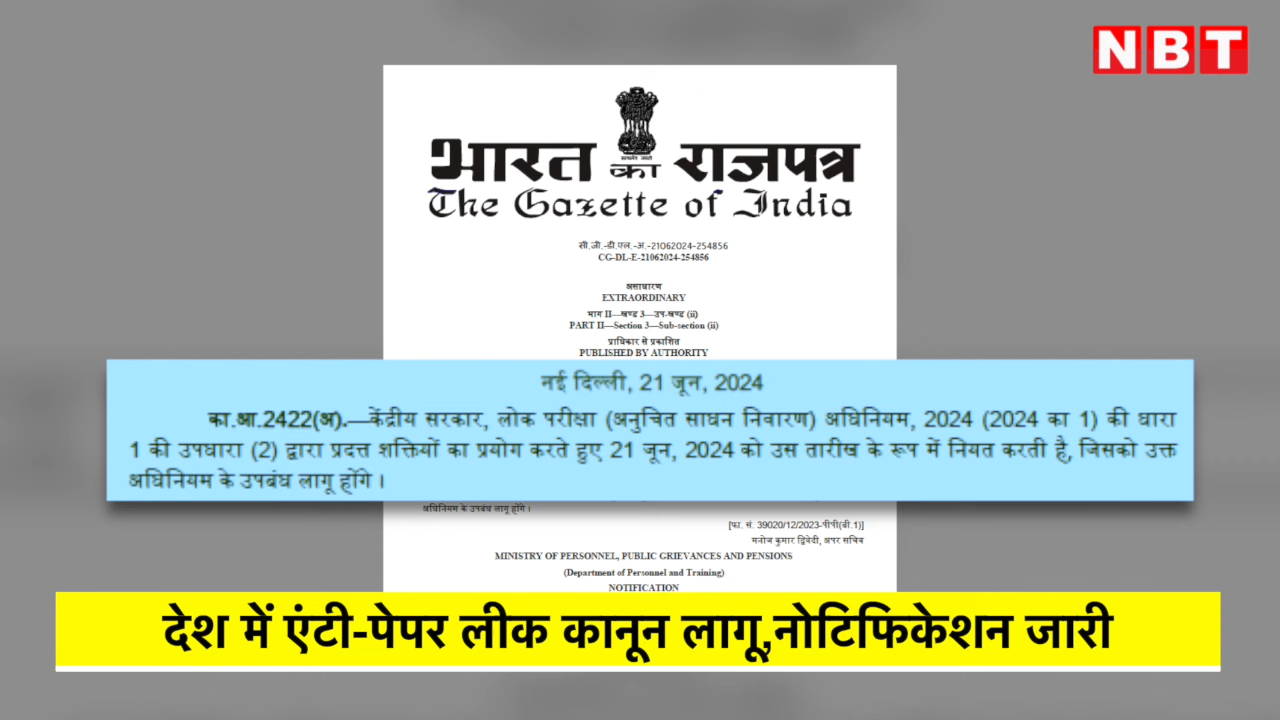 NBT
भारत का राजपत्र
The Gazette of India
सी.जी.-डी.एल.-अ.-21062024-254856
CG-DL-E-21062024-254856
असाधारण
EXTRAORDINARY
भाग II—खण्ड 3—उप-खण्ड (ii)
PART II—Section 3—Sub-section (ii)
प्राधिकार से प्रकाशित
PUBLISHED BY AUTHORITY
नई दिल्ली, 21 जून, 2024
का.आ.2422(अ).—केंद्रीय सरकार, लोक परीक्षा (अनुचित साधन निवारण) अधिनियम, 2024 (2024 का 1) की धारा
1 की उपधारा (2) द्वारा प्रदत्त शक्तियों का प्रयोग करते हुए 21 जून, 2024 को उस तारीख के रूप में नियत करती है, जिसको उक्त
अधिनियम के उपबंध लागू होंगे।
अधिनियम के उपबंध लागू होंगे।
[फा. सं. 39020/12/2023-पीपी(बी.1)]
मनोज कुमार द्विवेदी, अपर सचिव
MINISTRY OF PERSONNEL, PUBLIC GRIEVANCES AND PENSIONS
(Department of Personnel and Training)
NOTIFICATION
देश में एंटी-पेपर लीक कानून लागू,नोटिफिकेशन जारी